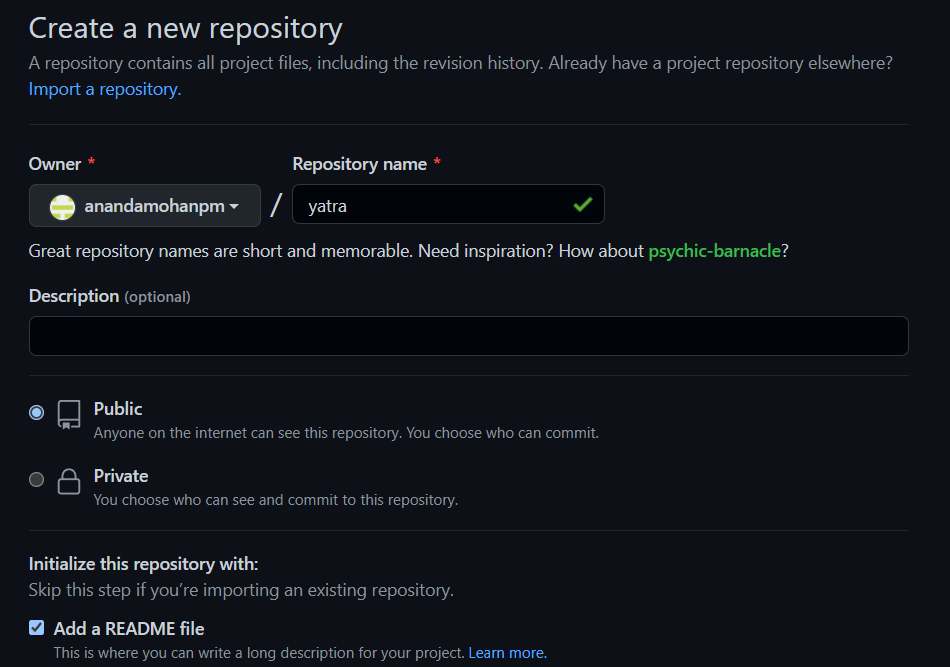 Create a new repository
A repository contains all project files, including the revision history. Already have a project repository elsewhere?
Import a repository.
Owner * Repository name *
anandamohanpm / yatra
Great repository names are short and memorable. Need inspiration? How about psychic-barnacle?
Description (optional)
Public
Anyone on the internet can see this repository. You choose who can commit.
Private
You choose who can see and commit to this repository.
Initialize this repository with:
Skip this step if you’re importing an existing repository.
Add a README file
This is where you can write a long description for your project. Learn more.